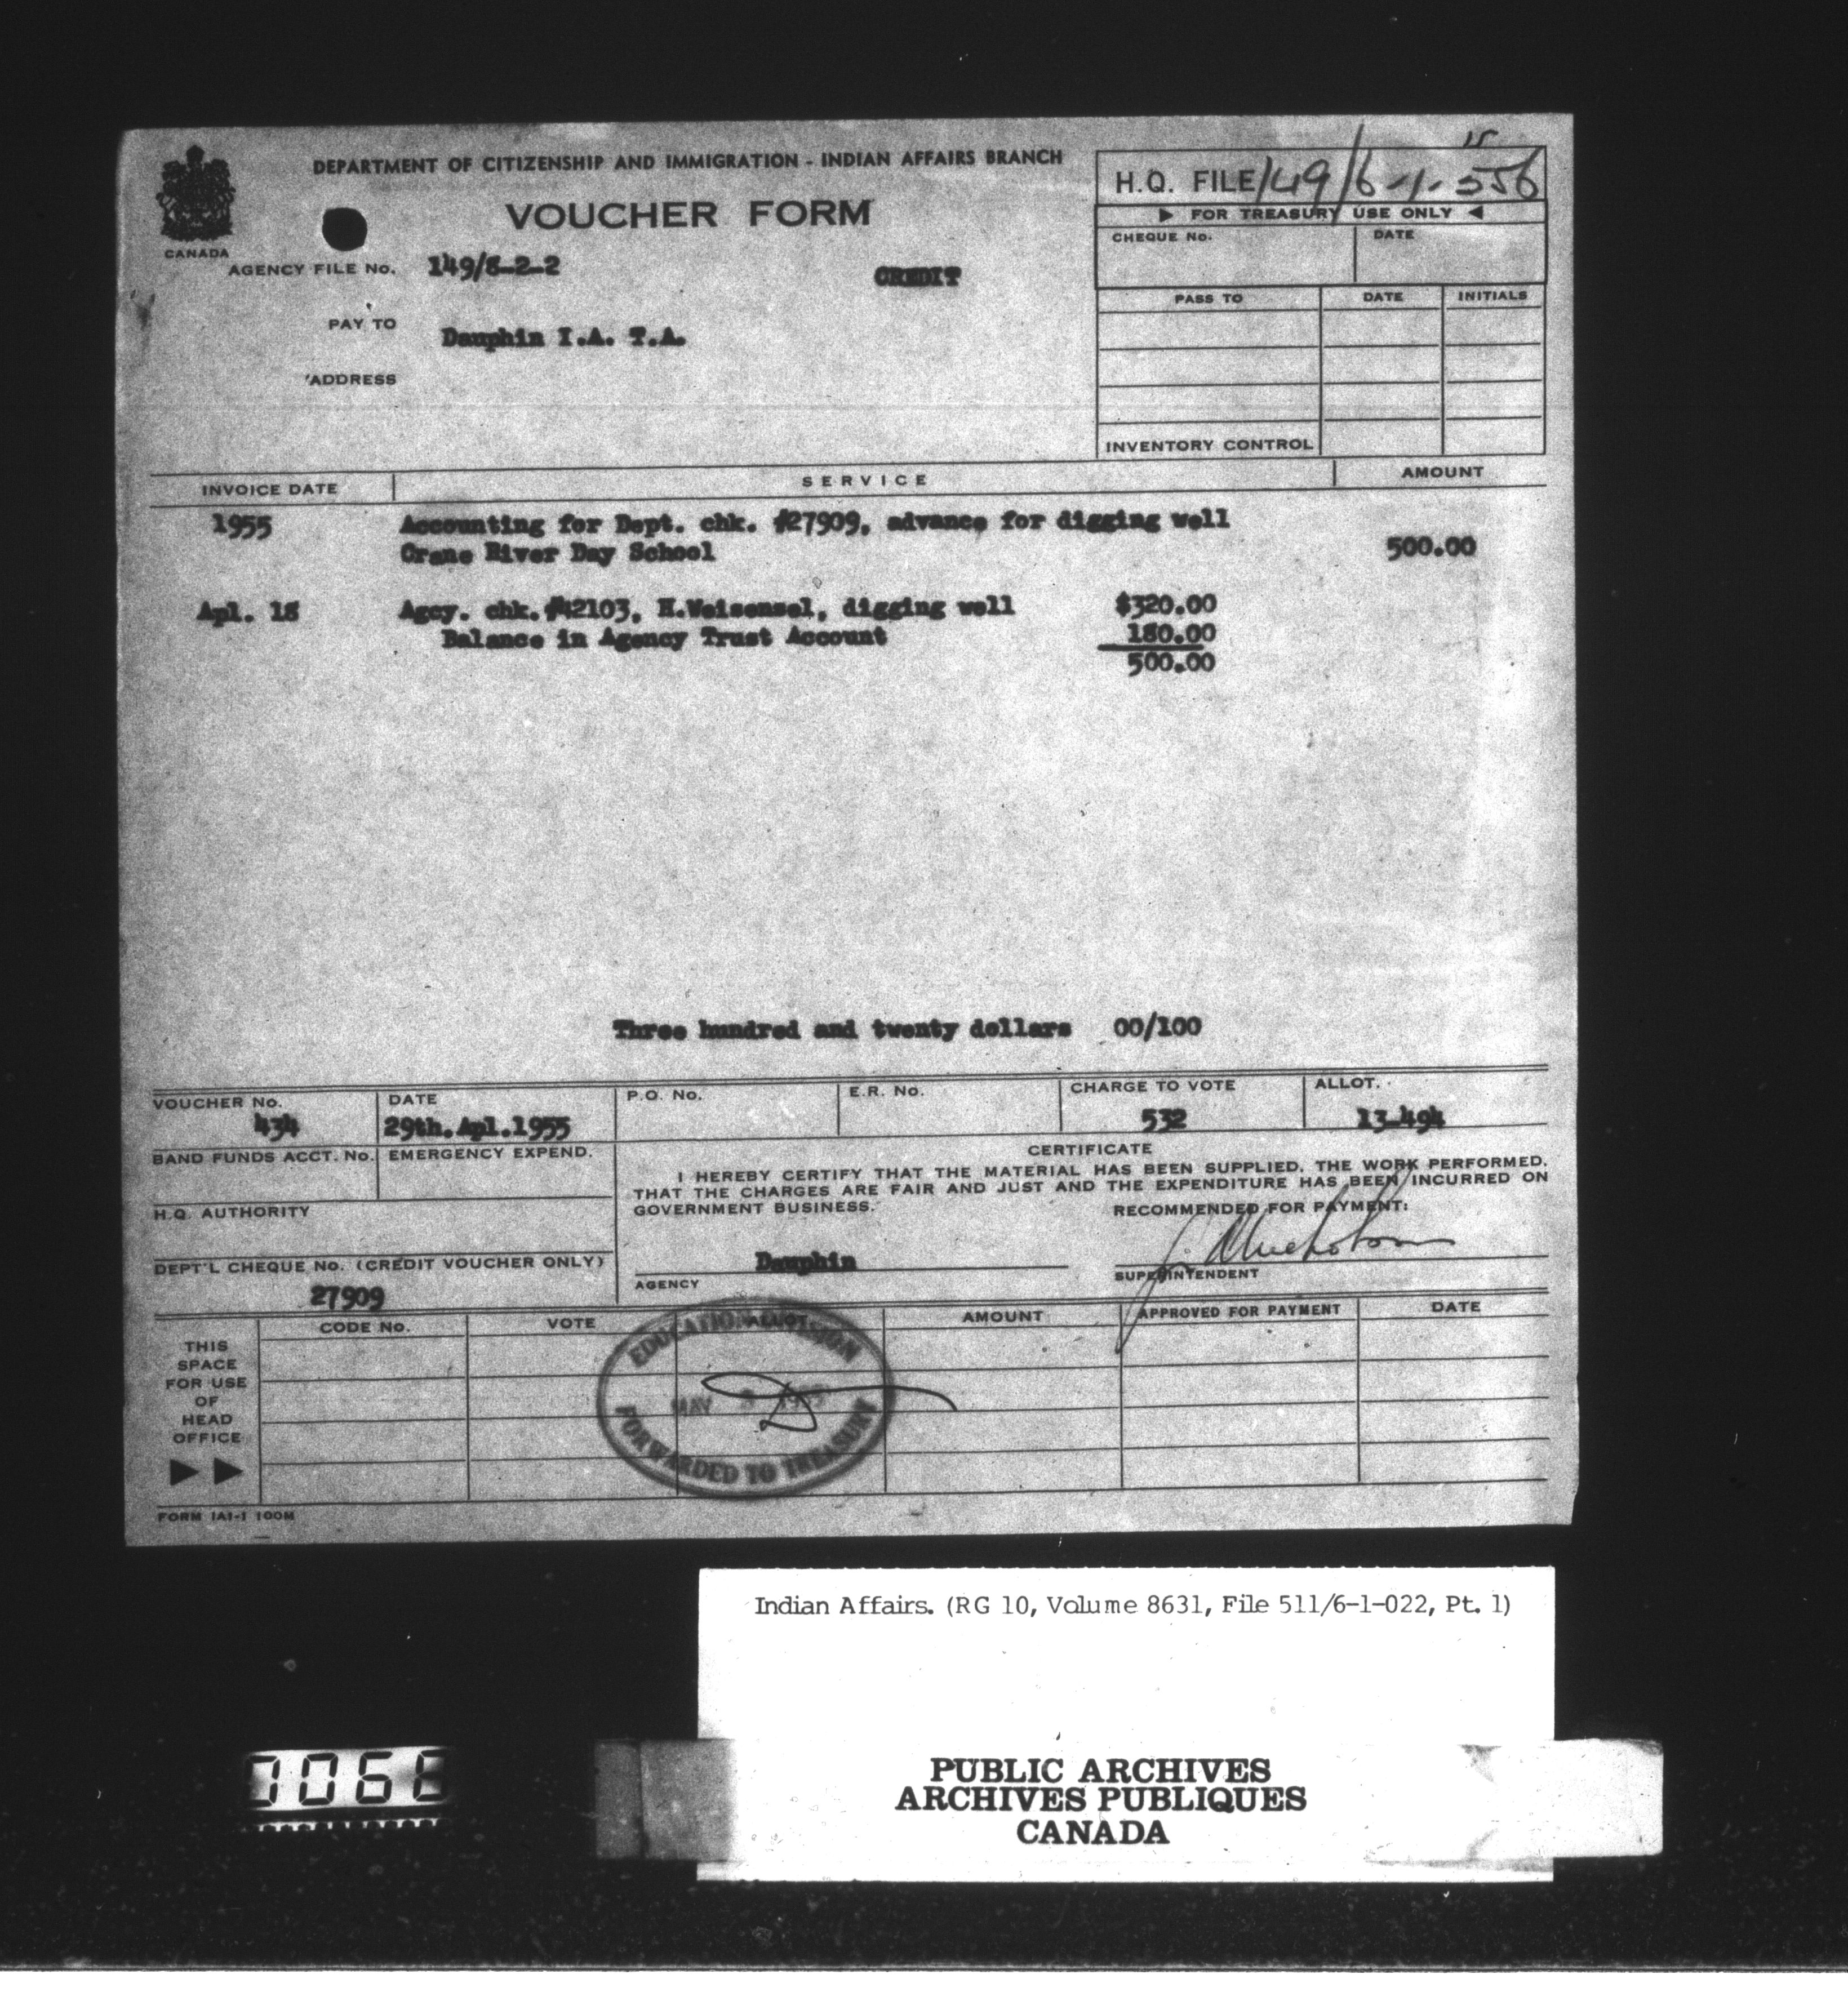 DEPARTMENT OF CITIZENSHIP AND IMMIGRATION - INDIAN AFFAIRS BRANCH
VOUCHER FORM
CANADA
H.Q. FILE 149/6-1-
FOR TREASURY USE ONLY
CHEQUE No. DATE
AGENCY FILE No. 149/8-2-2 CREDIT
PASS TO DATE INITIALS
PAY TO Dauphin I.A. T.A.
ADDRESS
INVENTORY CONTROL
INVOICE DATE SERVICE AMOUNT
1955 Accounting for Dept. chk. #27909, advance for digging well
Crane River Day School 500.00
Apl. 18 Agcy. chk. #42103, H.Weisensel, digging well $320.00
Balance in Agency Trust Account 180.00
500.00
Three hundred and twenty dollars 00/100
VOUCHER No. DATE P.O. No. E.R. No. CHARGE TO VOTE ALLOT.
434 29th.Apl.1955 532 13-494
BAND FUNDS ACCT. No. EMERGENCY EXPEND.
CERTIFICATE
I HEREBY CERTIFY THAT THE MATERIAL HAS BEEN SUPPLIED, THE WORK PERFORMED,
THAT THE CHARGES ARE FAIR AND JUST AND THE EXPENDITURE HAS BEEN INCURRED ON
GOVERNMENT BUSINESS.
RECOMMENDED FOR PAYMENT:
H.Q. AUTHORITY
Dauphin
AGENCY
SUPERINTENDENT
DEPT'L CHEQUE No. (CREDIT VOUCHER ONLY)
27909
THIS SPACE FOR USE OF HEAD OFFICE
CODE No. VOTE ALLOT. AMOUNT APPROVED FOR PAYMENT DATE
EDUCATION DIVISION
MAY 1955
FORWARDED TO TREASURY
FORM IA1-1 100M
Indian Affairs. (RG 10, Volume 8631, File 511/6-1-022, Pt. 1)
PUBLIC ARCHIVES
ARCHIVES PUBLIQUES
CANADA